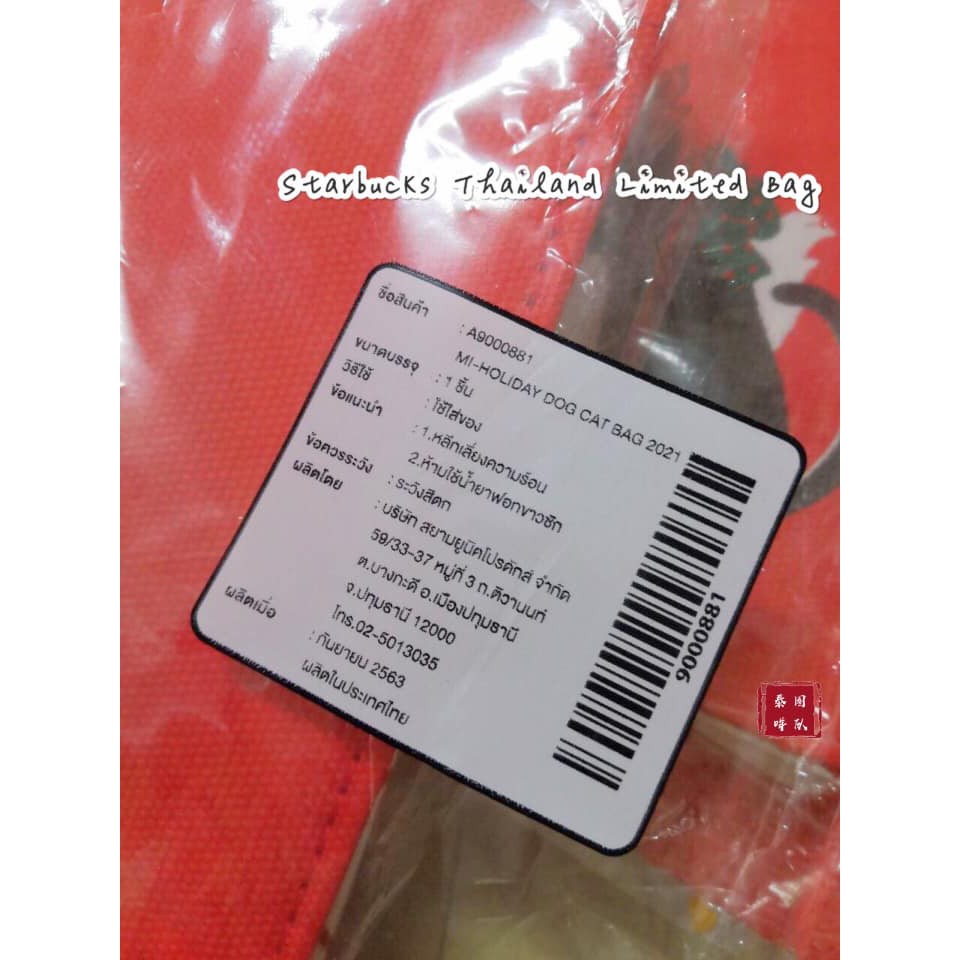 Starbucks Thailand Limited Bag
ชื่อสินค้า : A9000881
MI-HOLIDAY DOG CAT BAG 2021
ขนาดบรรจุ : 1 ชิ้น
วิธีใช้ : ใช้ใส่ของ
ข้อแนะนำ : 1.หลีกเลี่ยงความร้อน
2.ห้ามใช้น้ำยาฟอกขาวซัก
ข้อควรระวัง : ระวังสีตก
ผลิตโดย : บริษัท สยามยูนิคโปรดักส์ จำกัด
59/33-37 หมู่ที่ 3 ถ.ติวานนท์
ต.บางกะดี อ.เมืองปทุมธานี
จ.ปทุมธานี 12000
โทร.02-5013035
ผลิตเมื่อ : กันยายน 2563
ผลิตในประเทศไทย
9000881
泰国
啡队